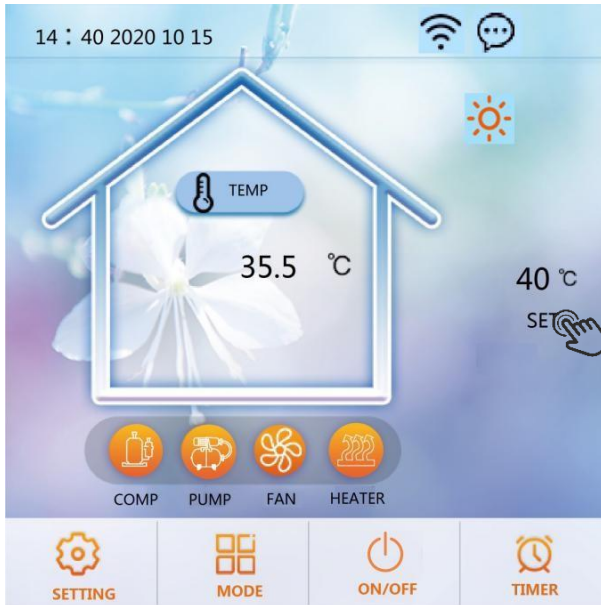 14：40 2020 10 15
TEMP
35.5 ℃
40 ℃
SET
COMP PUMP FAN HEATER
SETTING MODE ON/OFF TIMER